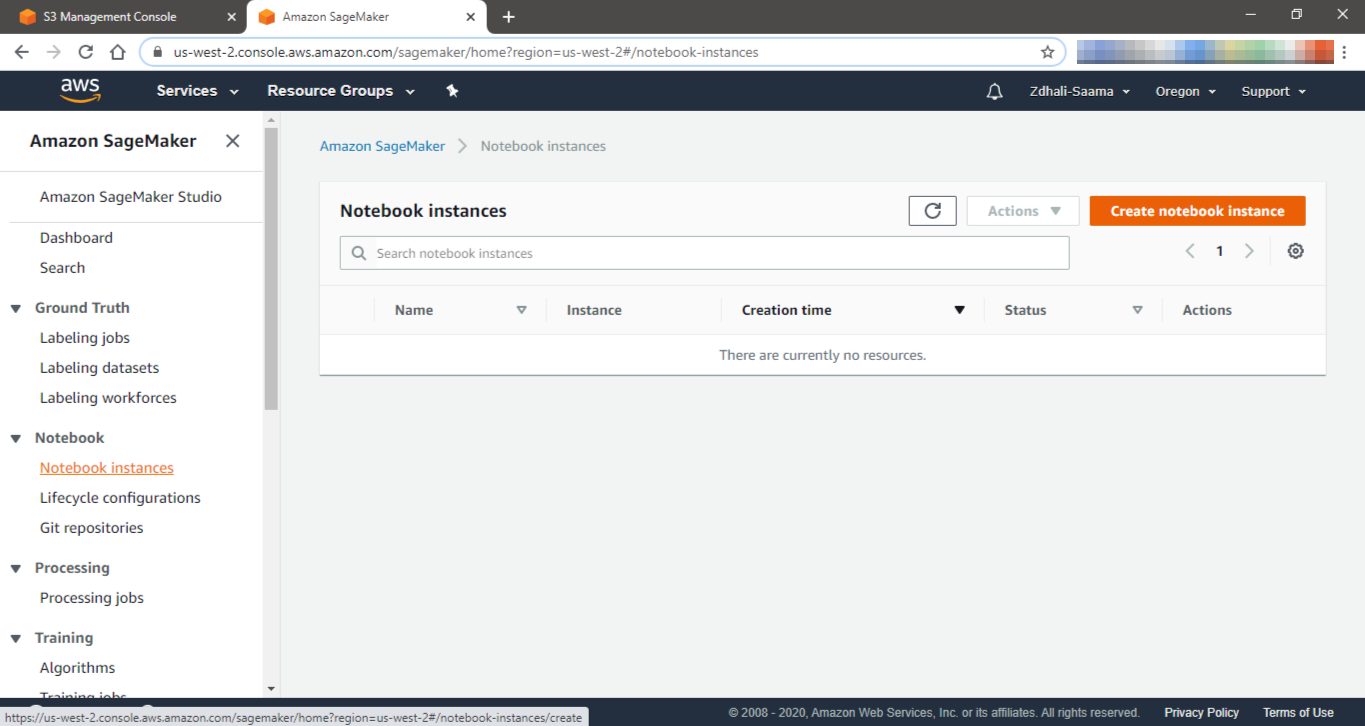 S3 Management Console
Amazon SageMaker
us-west-2.console.aws.amazon.com/sagemaker/home?region=us-west-2#/notebook-instances
aws Services Resource Groups Zdhali-Saama Oregon Support
Amazon SageMaker
Amazon SageMaker Studio
Dashboard
Search
Ground Truth
Labeling jobs
Labeling datasets
Labeling workforces
Notebook
Notebook instances
Lifecycle configurations
Git repositories
Processing
Processing jobs
Training
Algorithms
Training jobs
Amazon SageMaker Notebook instances
Notebook instances Actions Create notebook instance
Search notebook instances 1
Name Instance Creation time Status Actions
There are currently no resources.
https://us-west-2.console.aws.amazon.com/sagemaker/home?region=us-west-2#/notebook-instances/create
© 2008 - 2020, Amazon Web Services, Inc. or its affiliates. All rights reserved. Privacy Policy Terms of Use